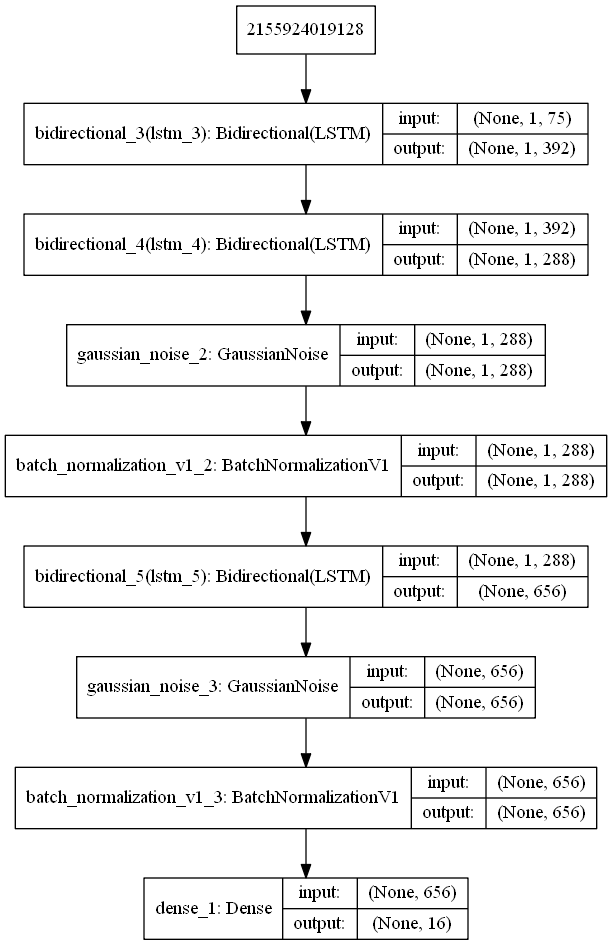 2155924019128
bidirectional_3(lstm_3): Bidirectional(LSTM)
input: (None, 1, 75)
output: (None, 1, 392)
bidirectional_4(lstm_4): Bidirectional(LSTM)
input: (None, 1, 392)
output: (None, 1, 288)
gaussian_noise_2: GaussianNoise
input: (None, 1, 288)
output: (None, 1, 288)
batch_normalization_v1_2: BatchNormalizationV1
input: (None, 1, 288)
output: (None, 1, 288)
bidirectional_5(lstm_5): Bidirectional(LSTM)
input: (None, 1, 288)
output: (None, 656)
gaussian_noise_3: GaussianNoise
input: (None, 656)
output: (None, 656)
batch_normalization_v1_3: BatchNormalizationV1
input: (None, 656)
output: (None, 656)
dense_1: Dense
input: (None, 656)
output: (None, 16)